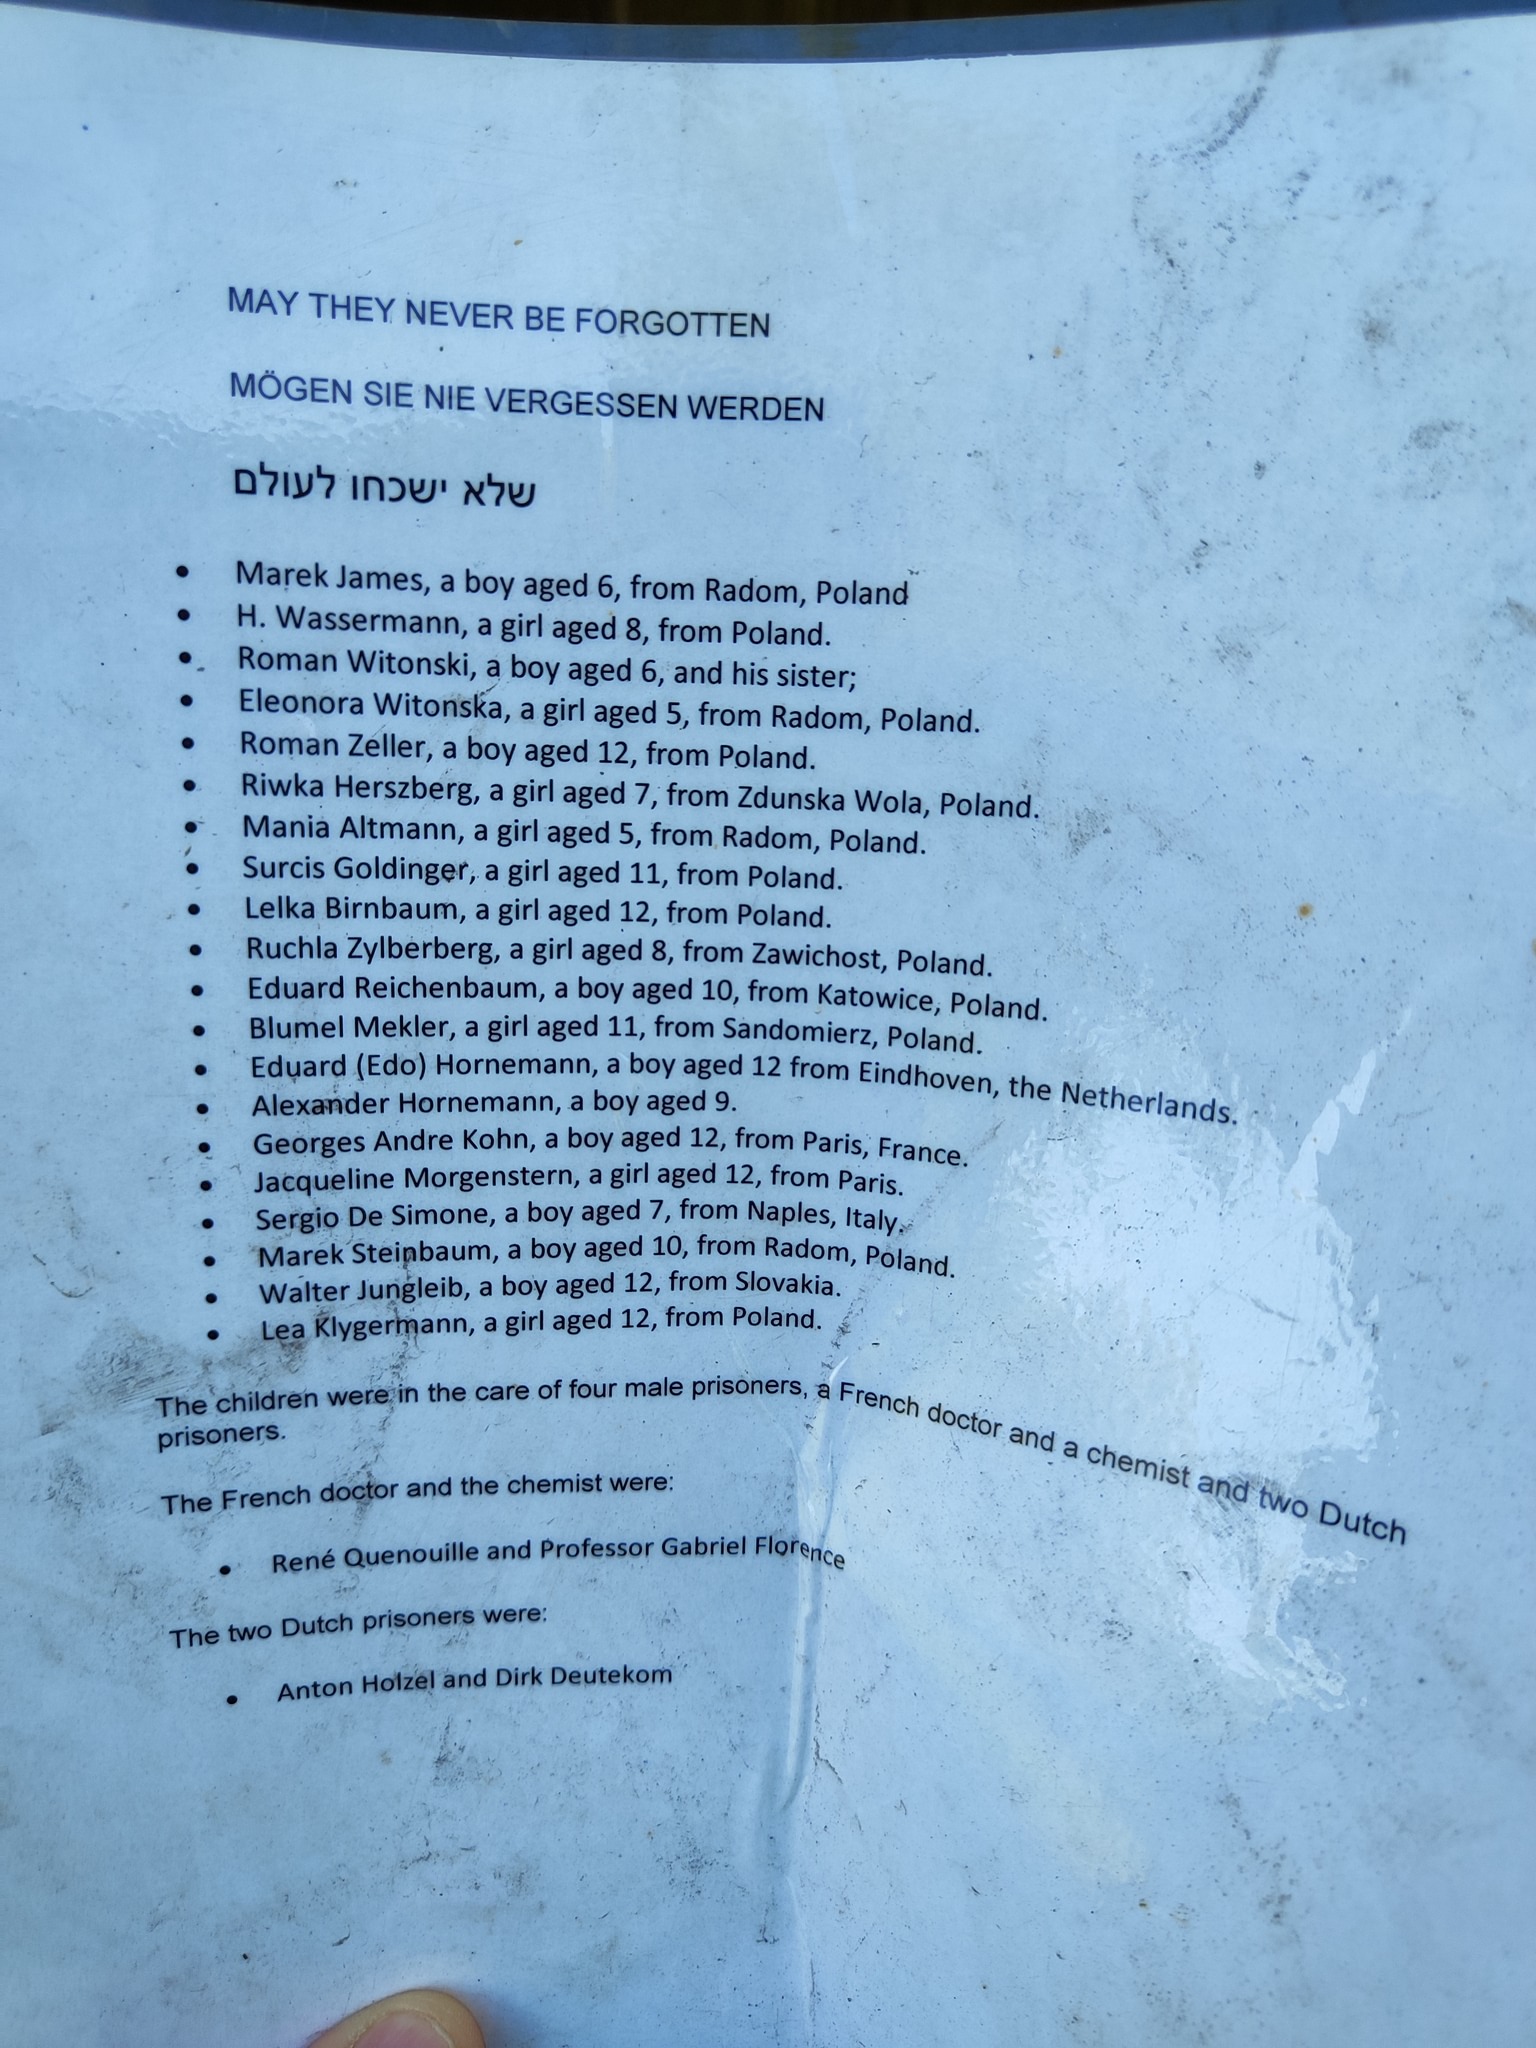 MAY THEY NEVER BE FORGOTTEN
MÖGEN SIE NIE VERGESSEN WERDEN
שלא ישכחו לעולם
• Marek James, a boy aged 6, from Radom, Poland
• H. Wassermann, a girl aged 8, from Poland.
• Roman Witonski, a boy aged 6, and his sister;
• Eleonora Witonska, a girl aged 5, from Radom, Poland.
• Roman Zeller, a boy aged 12, from Poland.
• Riwka Herszberg, a girl aged 7, from Zdunska Wola, Poland.
• Mania Altmann, a girl aged 5, from Radom, Poland.
• Surcis Goldinger, a girl aged 11, from Poland.
• Lelka Birnbaum, a girl aged 12, from Poland.
• Ruchla Zylberberg, a girl aged 8, from Zawichost, Poland.
• Eduard Reichenbaum, a boy aged 10, from Katowice, Poland.
• Blumel Mekler, a girl aged 11, from Sandomierz, Poland.
• Eduard (Edo) Hornemann, a boy aged 12 from Eindhoven, the Netherlands.
• Alexander Hornemann, a boy aged 9.
• Georges Andre Kohn, a boy aged 12, from Paris, France.
• Jacqueline Morgenstern, a girl aged 12, from Paris.
• Sergio De Simone, a boy aged 7, from Naples, Italy.
• Marek Steinbaum, a boy aged 10, from Radom, Poland.
• Walter Jungleib, a boy aged 12, from Slovakia.
• Lea Klygermann, a girl aged 12, from Poland.
The children were in the care of four male prisoners, a French doctor and a chemist and two Dutch
prisoners.
The French doctor and the chemist were:
• René Quenouille and Professor Gabriel Florence
The two Dutch prisoners were:
• Anton Holzel and Dirk Deutekom